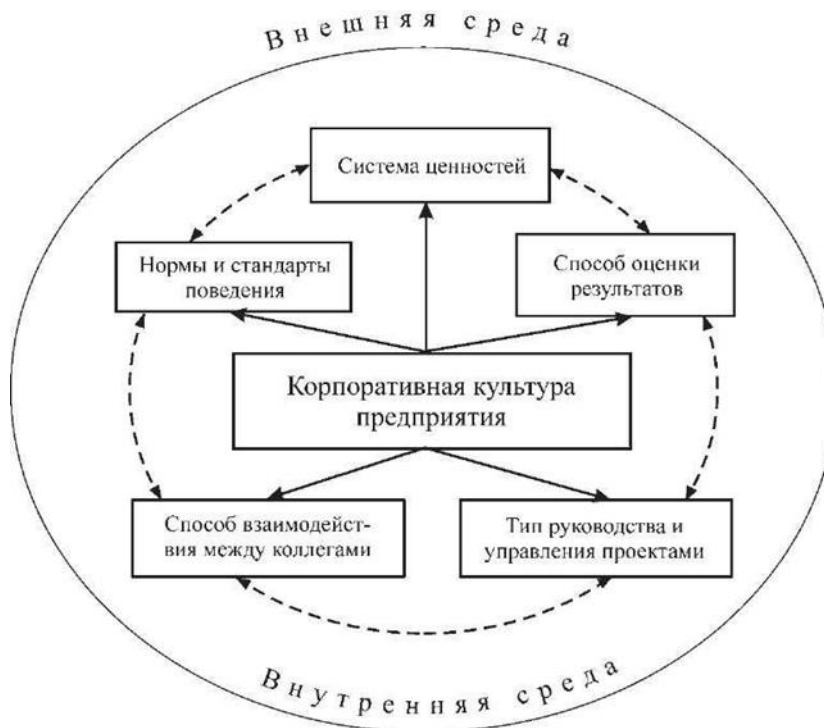 Внешняя среда
Система ценностей
Нормы и стандарты
поведения
Способ оценки
результатов
Корпоративная культура
предприятия
Способ взаимодейст-
вия между коллегами
Тип руководства и
управления проектами
Внутренняя среда